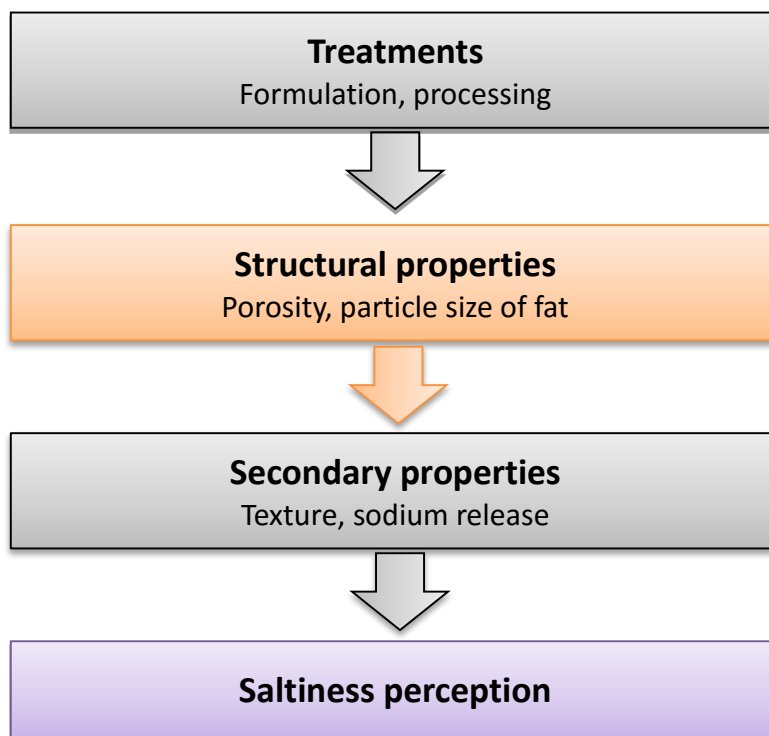 Treatments
Formulation, processing
Structural properties
Porosity, particle size of fat
Secondary properties
Texture, sodium release
Saltiness perception